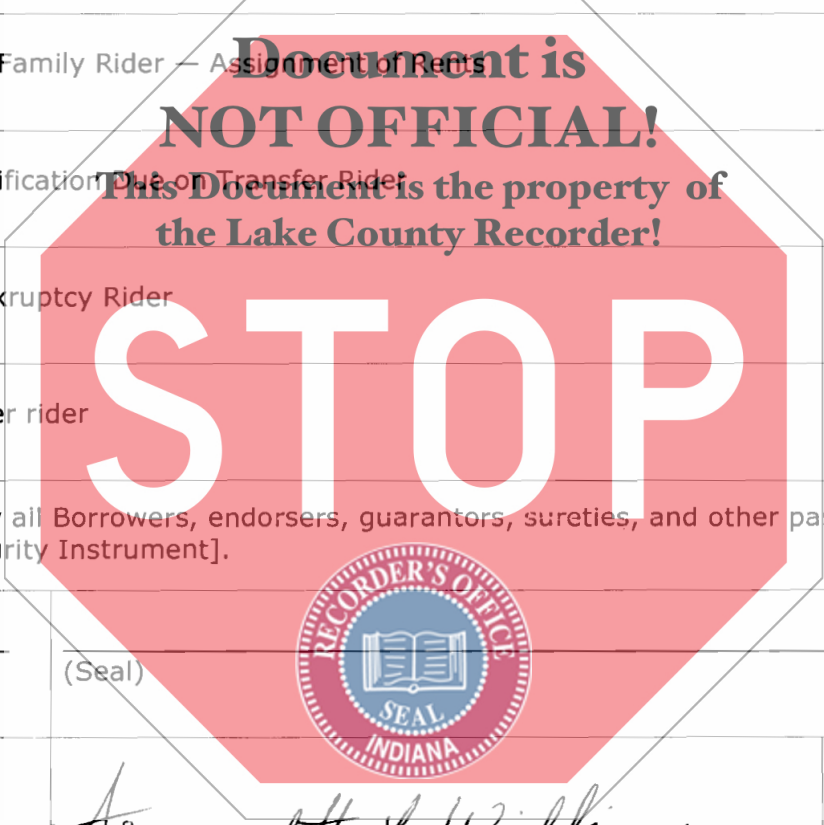 Family Rider — Assignment of Rents
Document is
NOT OFFICIAL!
ification Due on Transfer Rider
This Document is the property of
the Lake County Recorder!
kruptcy Rider
STOP
er rider
all Borrowers, endorsers, guarantors, sureties, and other pa
rity Instrument].
RECORDER'S OFFICE
SEAL
INDIANA
(Seal)